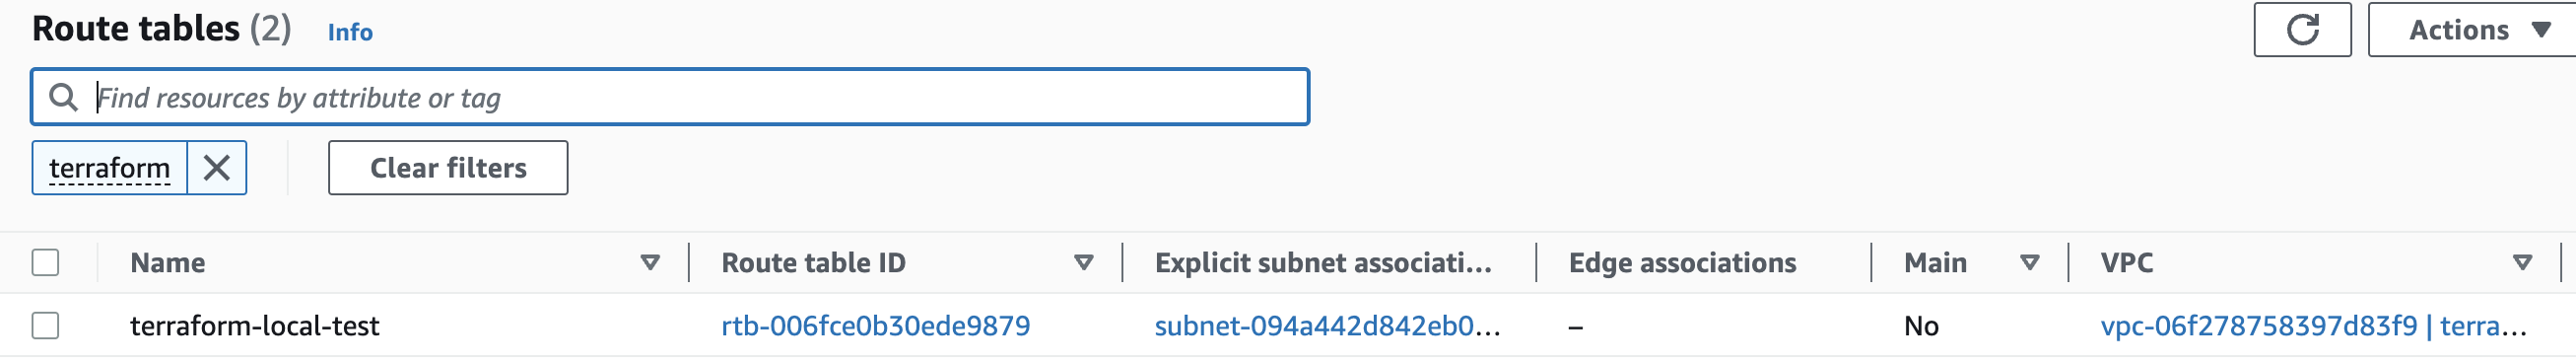 Route tables (2) Info
Actions
Find resources by attribute or tag
terraform
Clear filters
Name Route table ID Explicit subnet associati... Edge associations Main VPC
terraform-local-test rtb-006fce0b30ede9879 subnet-094a442d842eb0... – No vpc-06f278758397d83f9 | terra...